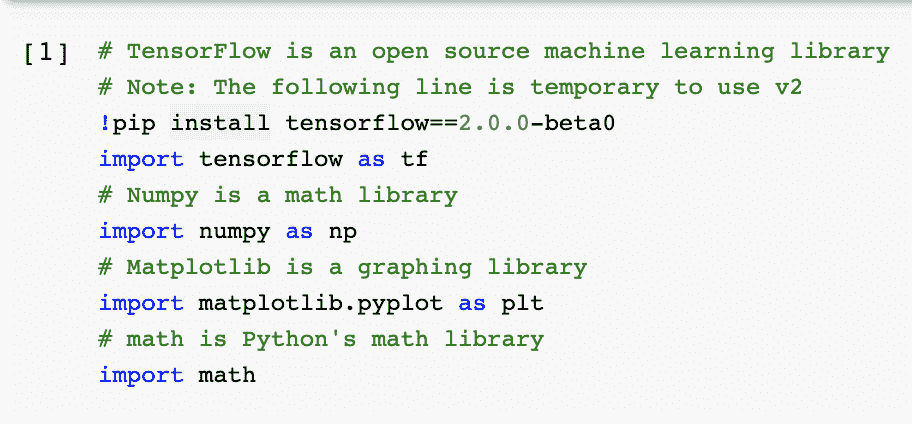 [1] # TensorFlow is an open source machine learning library
# Note: The following line is temporary to use v2
!pip install tensorflow==2.0.0-beta0
import tensorflow as tf
# Numpy is a math library
import numpy as np
# Matplotlib is a graphing library
import matplotlib.pyplot as plt
# math is Python's math library
import math